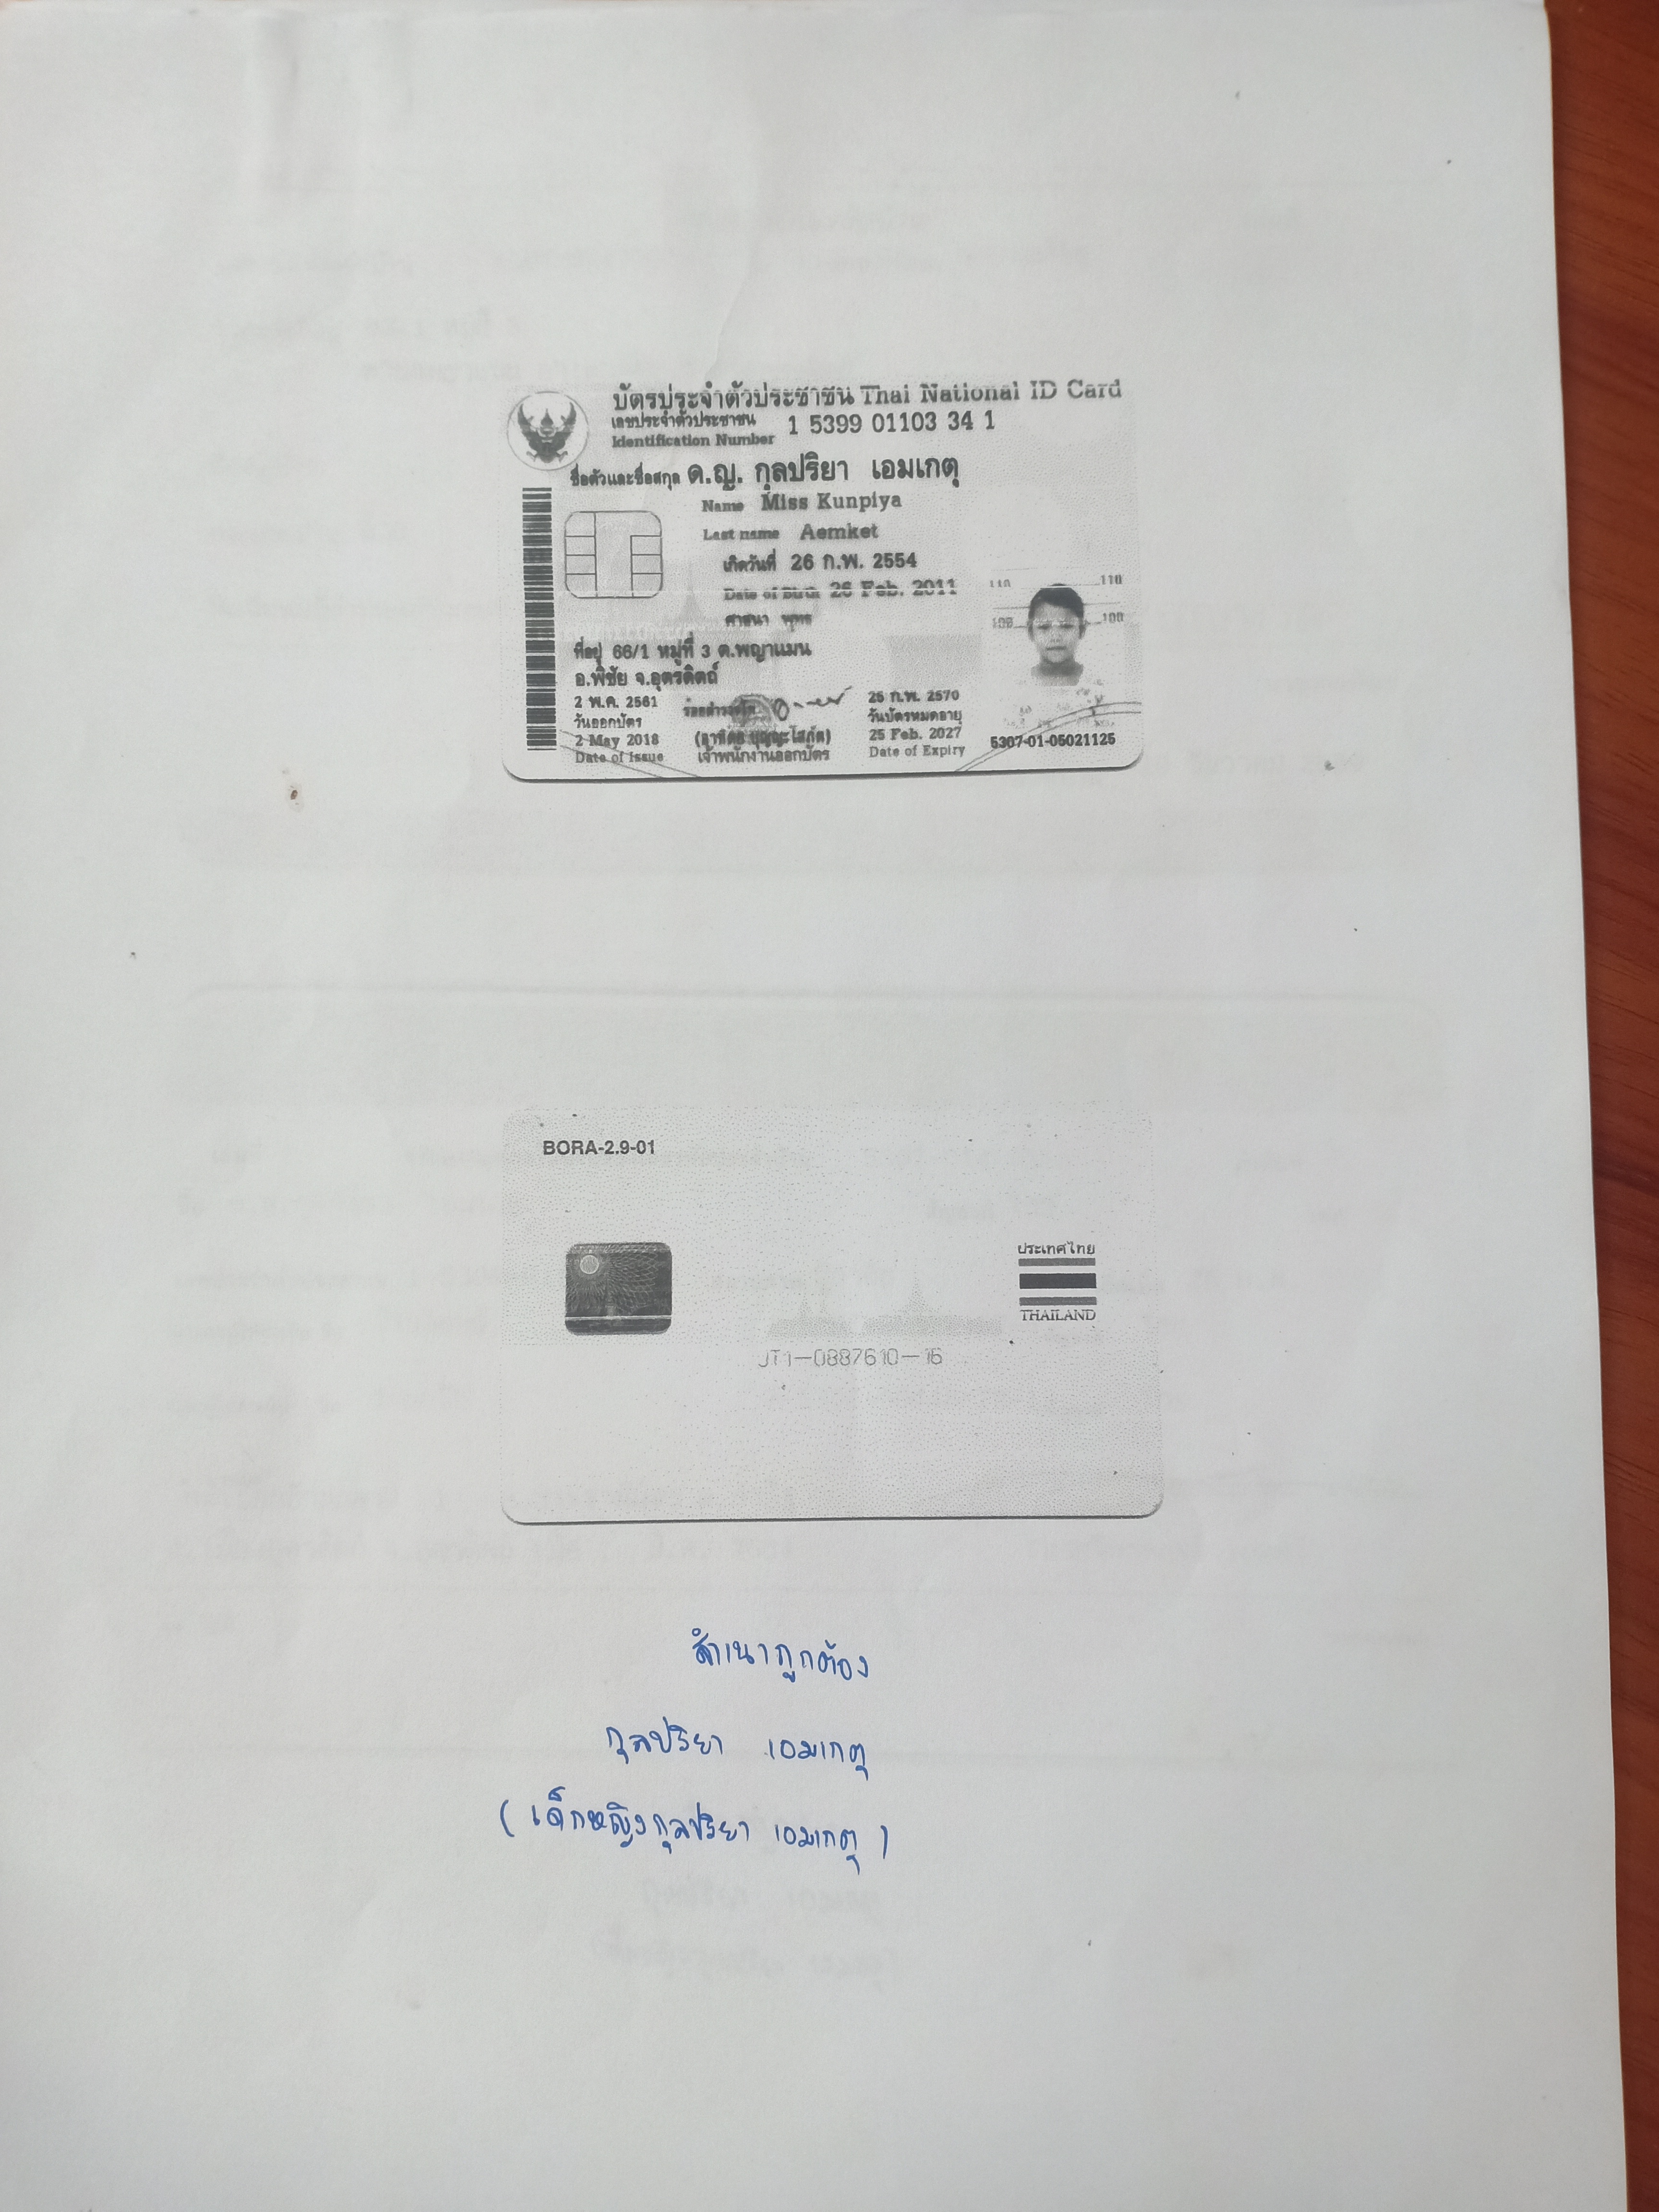 บัตรประจำตัวประชาชน Thai National ID Card
เลขประจำตัวประชาชน
Identification Number 1 5399 01103 34 1
ชื่อตัวและชื่อสกุล ด.ญ. กุลปริยา เอมเกตุ
Name Miss Kunpiya
Last name Aemket
เกิดวันที่ 26 ก.พ. 2554
Date of Birth 26 Feb. 2011
ศาสนา พุทธ
ที่อยู่ 66/1 หมู่ที่ 3 ต.พญาแมน
อ.พิชัย จ.อุตรดิตถ์
2 พ.ค. 2561
วันออกบัตร
2 May 2018
Date of Issue
เจ้าพนักงานออกบัตร
25 ก.พ. 2570
วันบัตรหมดอายุ
25 Feb. 2027
Date of Expiry
110 110
100 100
5307-01-05021125
BORA-2.9-01
ประเทศไทย
THAILAND
JT1-0887610-16
สำเนาถูกต้อง
กุลปริยา เอมเกตุ
( เด็กหญิงกุลปริยา เอมเกตุ )